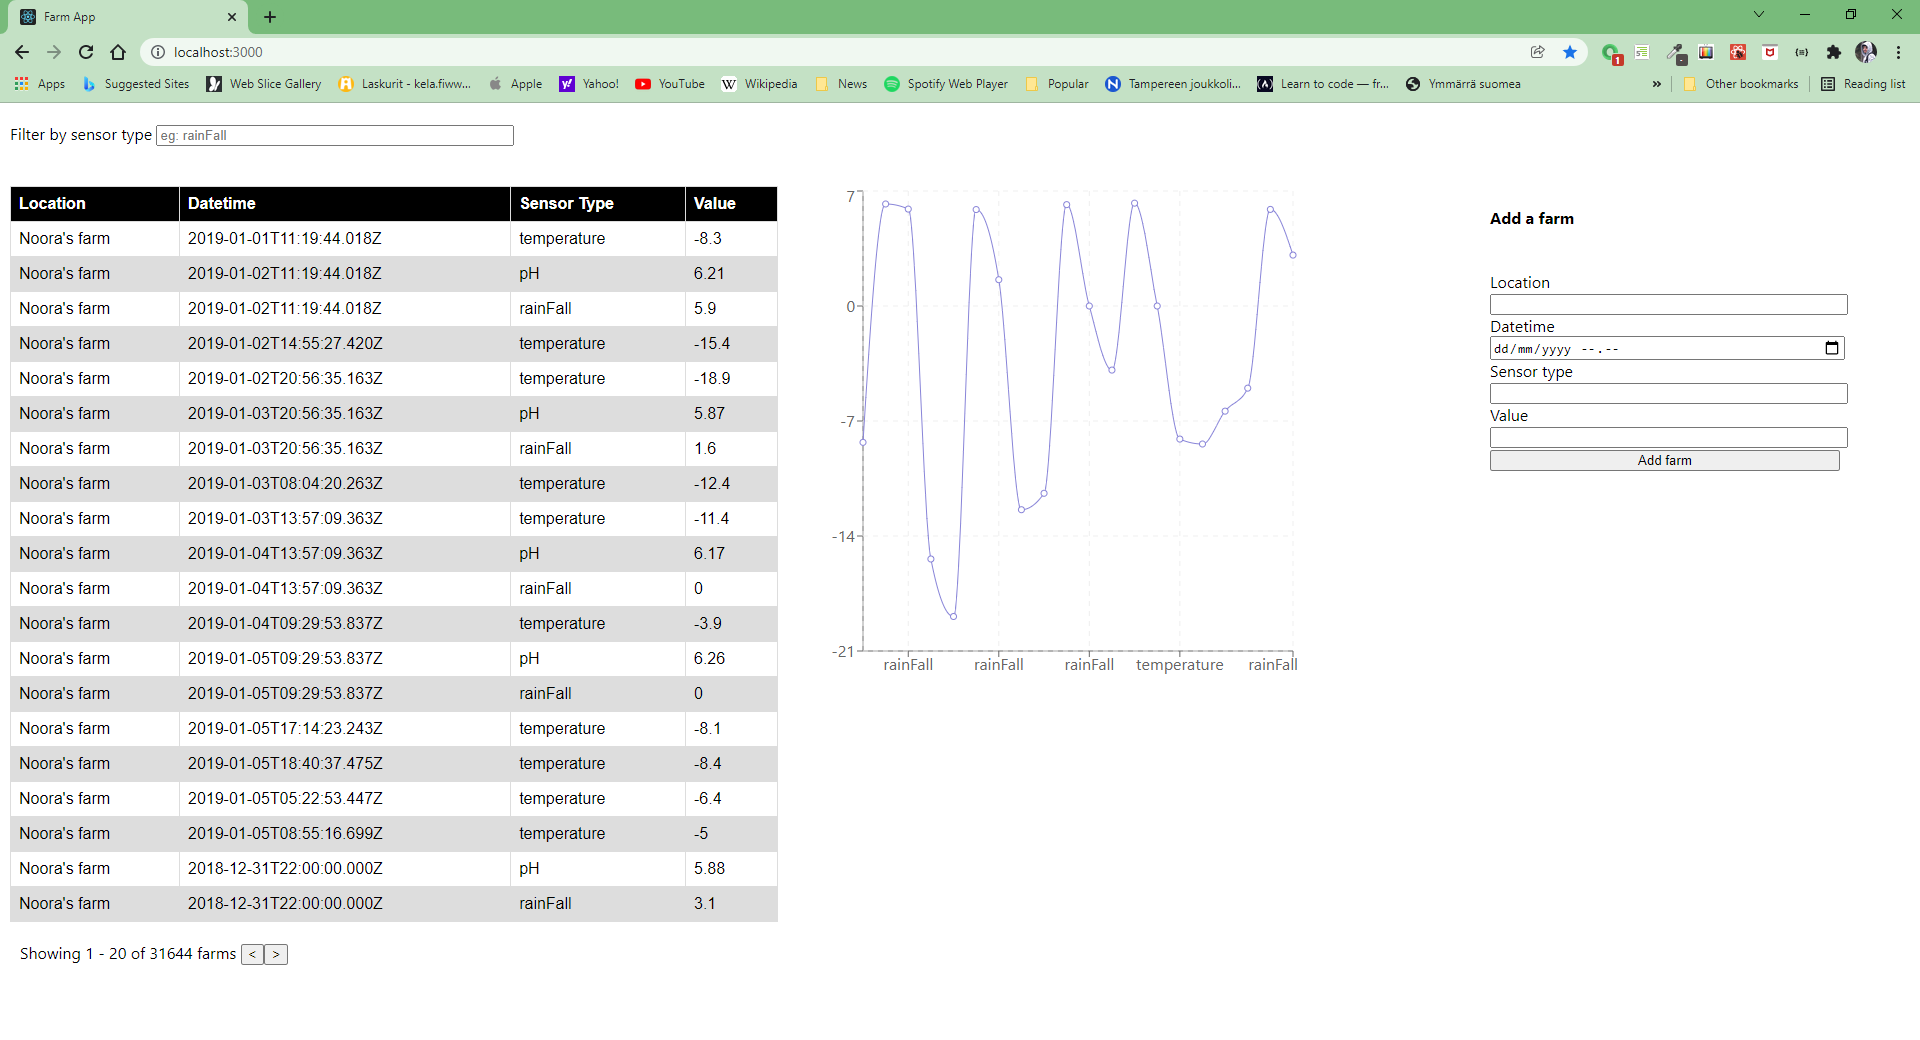 Farm App
localhost:3000
Apps Suggested Sites Web Slice Gallery Laskurit - kela.fiww... Apple Yahoo! YouTube Wikipedia News Spotify Web Player Popular Tampereen joukkoli... Learn to code — fr... Ymmärrä suomea » Other bookmarks Reading list
Filter by sensor type eg: rainFall
Location Datetime Sensor Type Value
Noora's farm 2019-01-01T11:19:44.018Z temperature -8.3
Noora's farm 2019-01-02T11:19:44.018Z pH 6.21
Noora's farm 2019-01-02T11:19:44.018Z rainFall 5.9
Noora's farm 2019-01-02T14:55:27.420Z temperature -15.4
Noora's farm 2019-01-02T20:56:35.163Z temperature -18.9
Noora's farm 2019-01-03T20:56:35.163Z pH 5.87
Noora's farm 2019-01-03T20:56:35.163Z rainFall 1.6
Noora's farm 2019-01-03T08:04:20.263Z temperature -12.4
Noora's farm 2019-01-03T13:57:09.363Z temperature -11.4
Noora's farm 2019-01-04T13:57:09.363Z pH 6.17
Noora's farm 2019-01-04T13:57:09.363Z rainFall 0
Noora's farm 2019-01-04T09:29:53.837Z temperature -3.9
Noora's farm 2019-01-05T09:29:53.837Z pH 6.26
Noora's farm 2019-01-05T09:29:53.837Z rainFall 0
Noora's farm 2019-01-05T17:14:23.243Z temperature -8.1
Noora's farm 2019-01-05T18:40:37.475Z temperature -8.4
Noora's farm 2019-01-05T05:22:53.447Z temperature -6.4
Noora's farm 2019-01-05T08:55:16.699Z temperature -5
Noora's farm 2018-12-31T22:00:00.000Z pH 5.88
Noora's farm 2018-12-31T22:00:00.000Z rainFall 3.1
Showing 1 - 20 of 31644 farms < >
7
0
-7
-14
-21
rainFall rainFall rainFall temperature rainFall
Add a farm
Location
Datetime
dd/mm/yyyy --.--
Sensor type
Value
Add farm